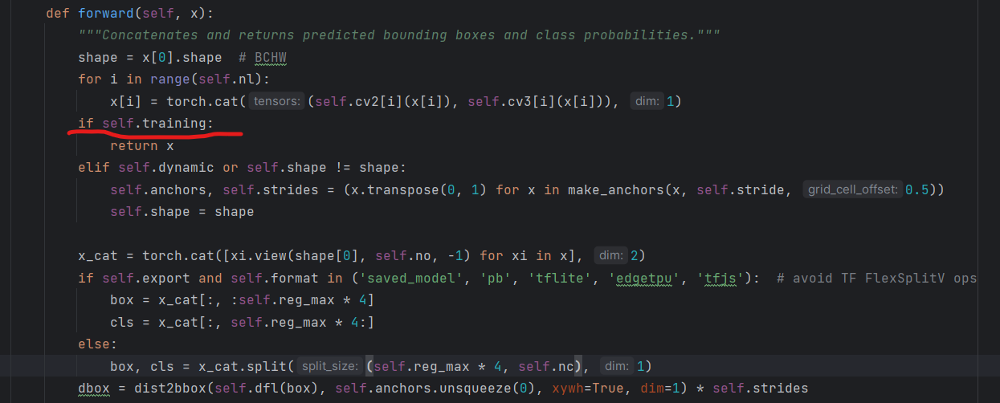 def forward(self, x):
"""Concatenates and returns predicted bounding boxes and class probabilities."""
shape = x[0].shape  # BCHW
for i in range(self.nl):
x[i] = torch.cat( tensors: (self.cv2[i](x[i]), self.cv3[i](x[i])), dim: 1)
if self.training:
return x
elif self.dynamic or self.shape != shape:
self.anchors, self.strides = (x.transpose(0, 1) for x in make_anchors(x, self.stride, grid_cell_offset: 0.5))
self.shape = shape
x_cat = torch.cat([xi.view(shape[0], self.no, -1) for xi in x], dim: 2)
if self.export and self.format in ('saved_model', 'pb', 'tflite', 'edgetpu', 'tfjs'):  # avoid TF FlexSplitV ops
box = x_cat[:, :self.reg_max * 4]
cls = x_cat[:, self.reg_max * 4:]
else:
box, cls = x_cat.split( split_size: (self.reg_max * 4, self.nc), dim: 1)
dbox = dist2bbox(self.dfl(box), self.anchors.unsqueeze(0), xywh=True, dim=1) * self.strides